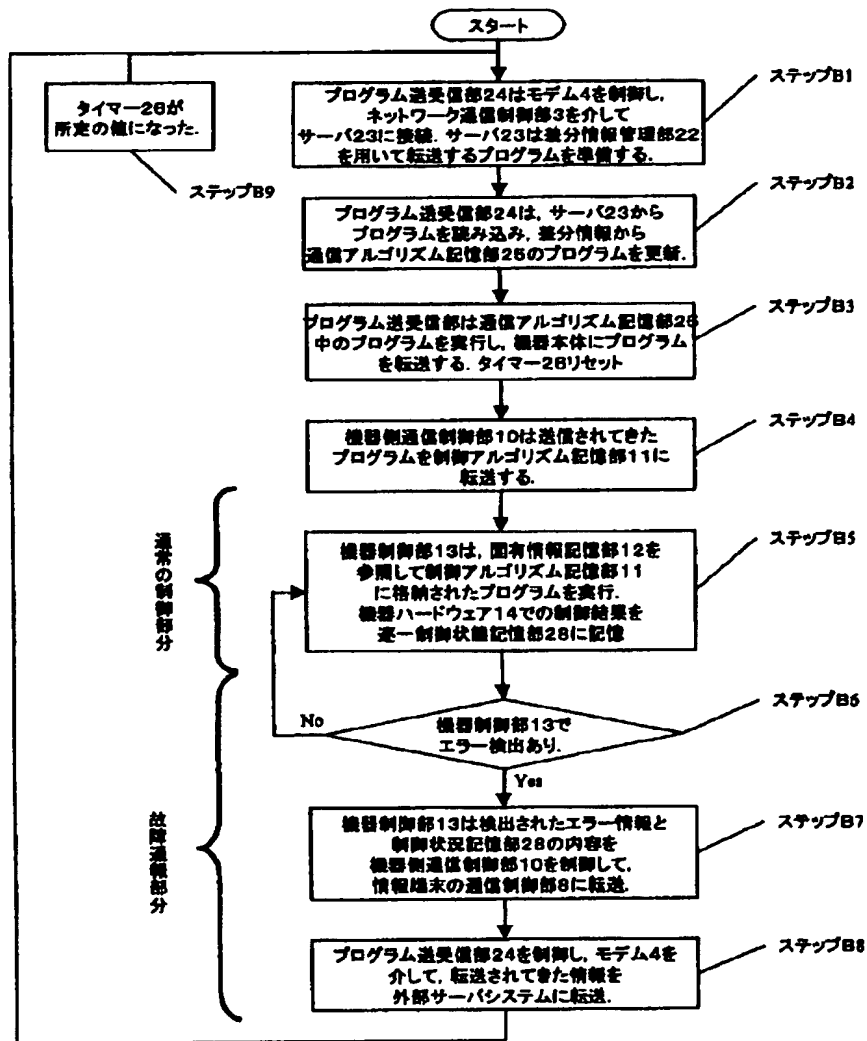 スタート
ステップB1
プログラム送受信部24はモデム4を制御し,
ネットワーク通信制御部3を介して
サーバ23に接続. サーバ23は差分情報管理部22
を用いて転送するプログラムを準備する.
タイマー26が
所定の値になった.
ステップB9
ステップB2
プログラム送受信部24は, サーバ23から
プログラムを読み込み, 差分情報から
通信アルゴリズム記憶部25のプログラムを更新.
ステップB3
プログラム送受信部は通信アルゴリズム記憶部25
中のプログラムを実行し, 機器本体にプログラム
を転送する. タイマー26リセット
ステップB4
機器側通信制御部10は送信されてきた
プログラムを制御アルゴリズム記憶部11に
転送する.
通常の制御部分
ステップB5
機器制御部13は, 固有情報記憶部12を
参照して制御アルゴリズム記憶部11
に格納されたプログラムを実行.
機器ハードウェア14での制御結果を
逐一制御状態記憶部28に記憶
ステップB6
No
機器制御部13で
エラー検出あり.
Yes
故障通報部分
ステップB7
機器制御部13は検出されたエラー情報と
制御状況記憶部28の内容を
機器側通信制御部10を制御して,
情報端末の通信制御部8に転送.
ステップB8
プログラム送受信部24を制御し, モデム4を
介して, 転送されてきた情報を
外部サーバシステムに転送.